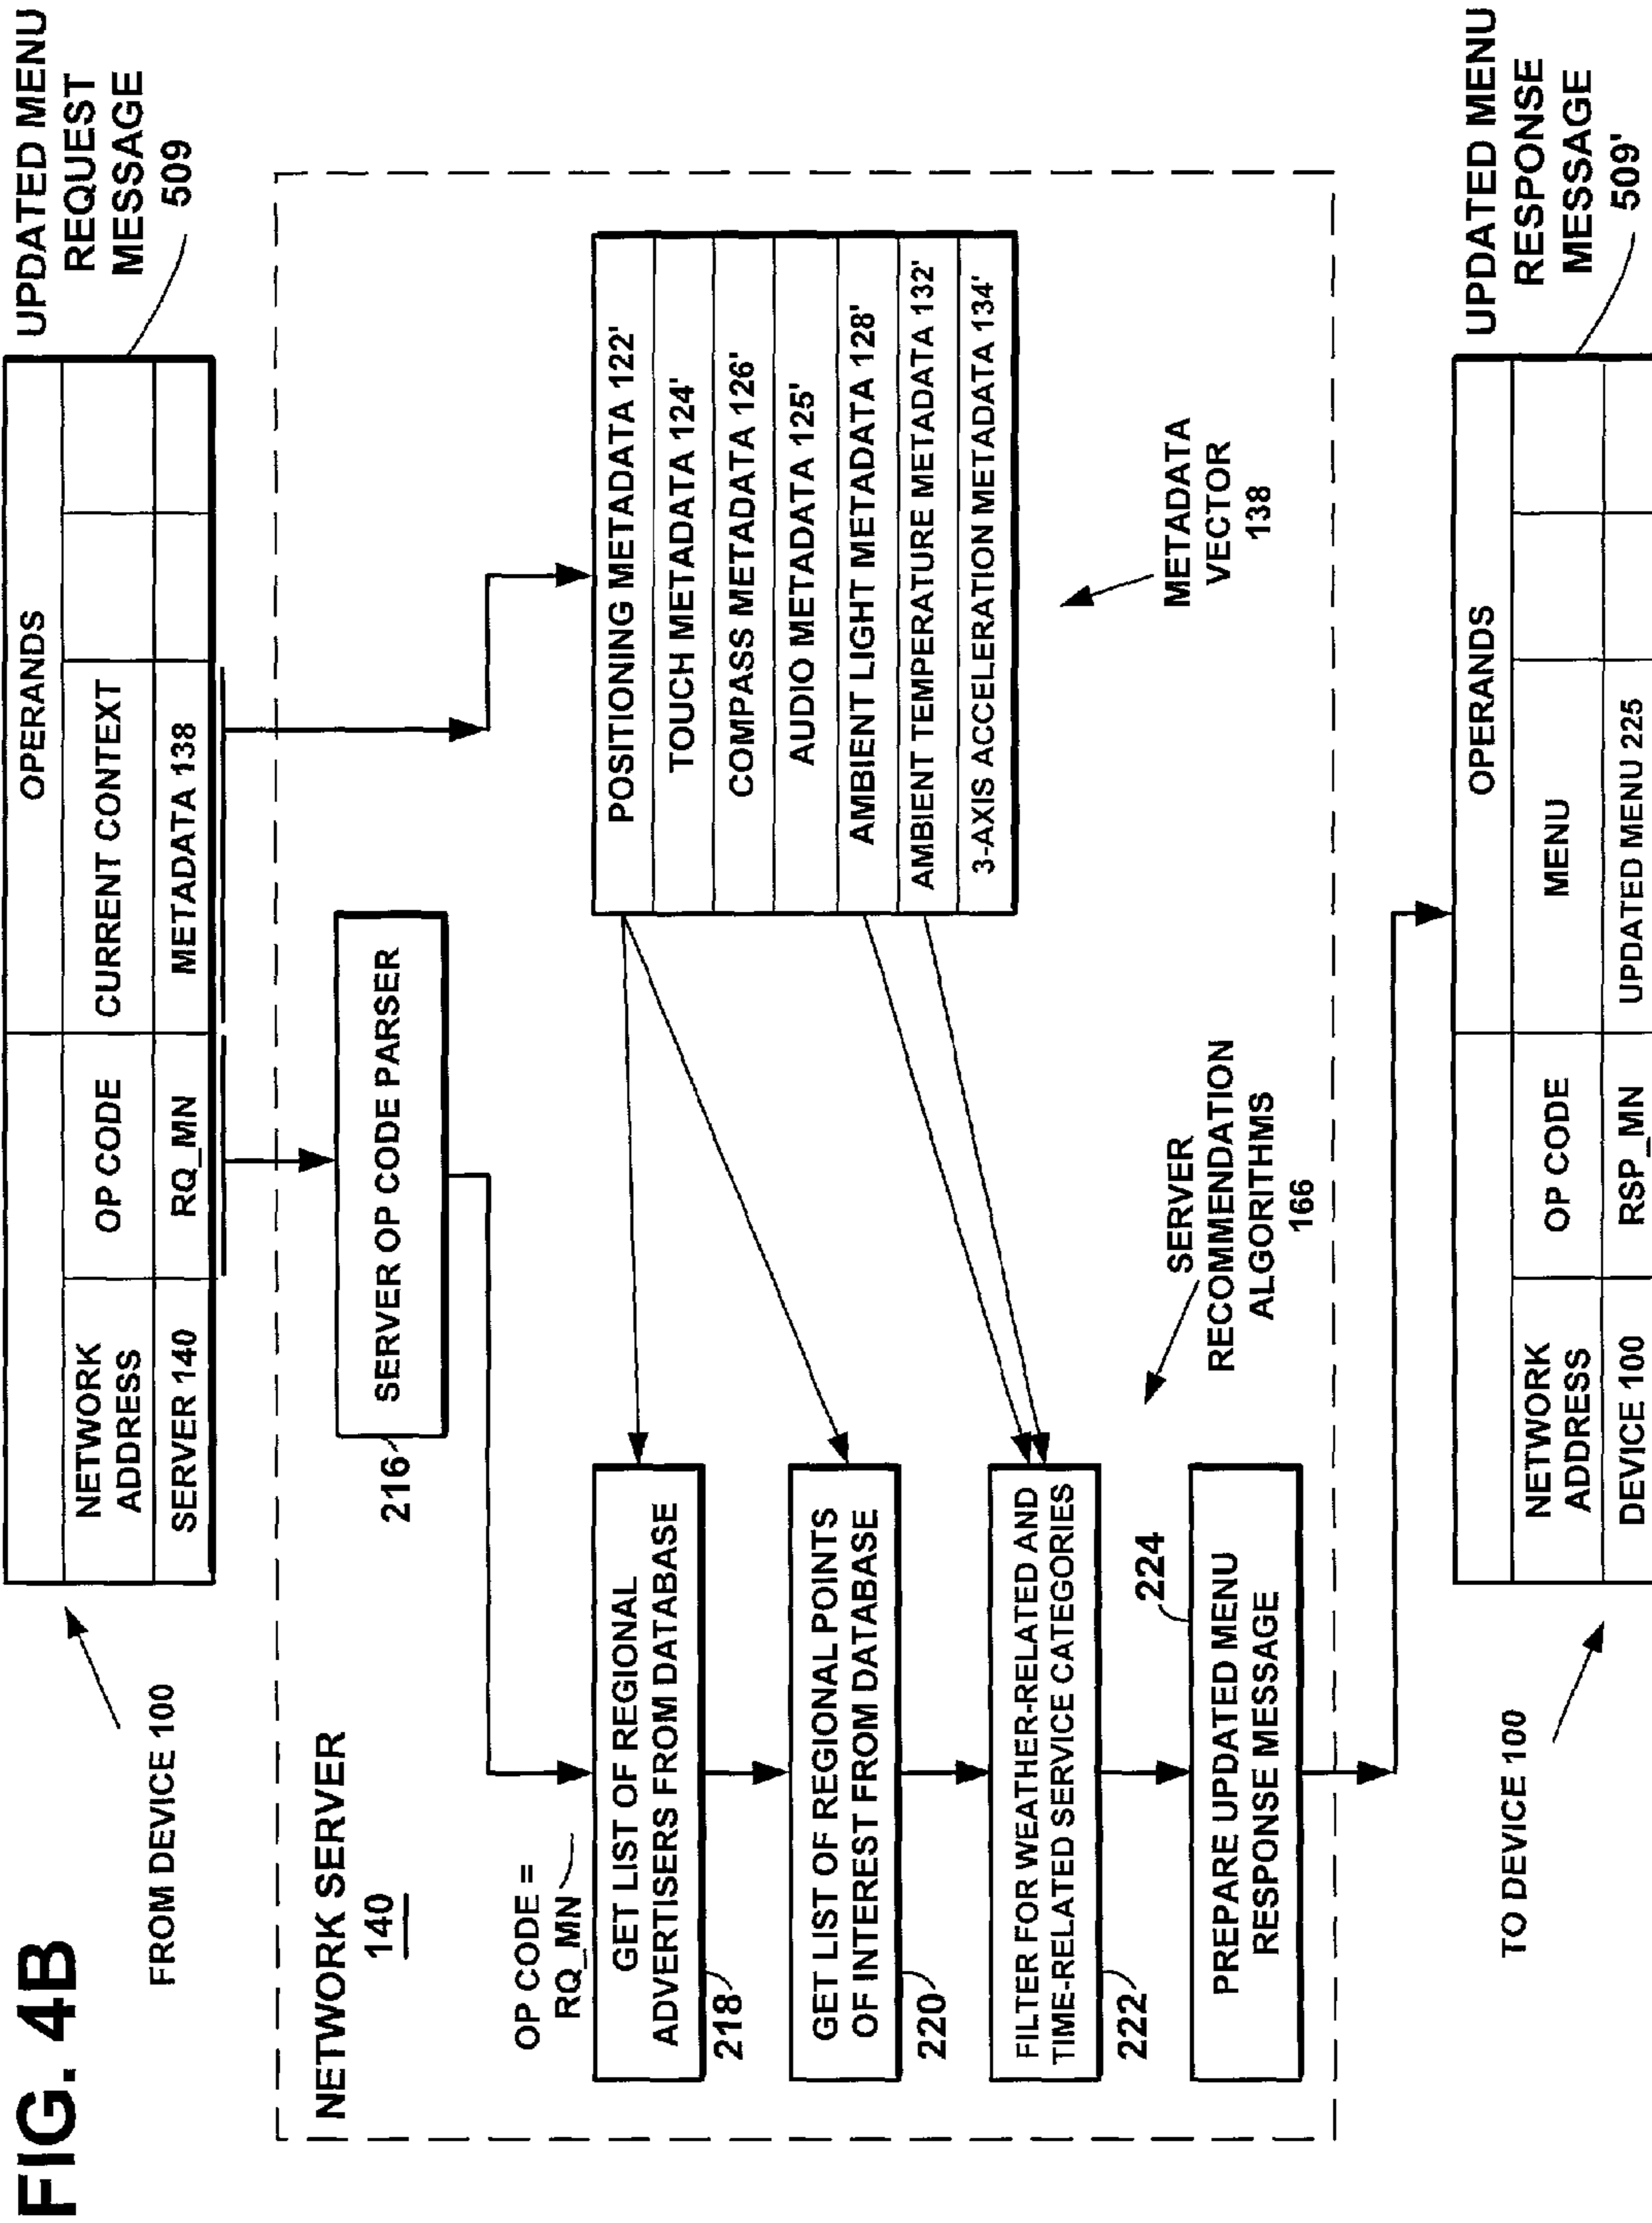 FIG. 4B
FROM DEVICE 100
UPDATED MENU
REQUEST
MESSAGE
509
OPERANDS
NETWORK
ADDRESS
OP CODE
CURRENT CONTEXT
SERVER 140
RQ_MN
METADATA 138
NETWORK SERVER
140
216
SERVER OP CODE PARSER
OP CODE =
RQ_MN
GET LIST OF REGIONAL
ADVERTISERS FROM DATABASE
218
GET LIST OF REGIONAL POINTS
OF INTEREST FROM DATABASE
220
FILTER FOR WEATHER-RELATED AND
TIME-RELATED SERVICE CATEGORIES
222
224
PREPARE UPDATED MENU
RESPONSE MESSAGE
POSITIONING METADATA 122'
TOUCH METADATA 124'
COMPASS METADATA 126'
AUDIO METADATA 125'
AMBIENT LIGHT METADATA 128'
AMBIENT TEMPERATURE METADATA 132'
3-AXIS ACCELERATION METADATA 134'
METADATA
VECTOR
138
SERVER
RECOMMENDATION
ALGORITHMS
166
TO DEVICE 100
UPDATED MENU
RESPONSE
MESSAGE
509'
OPERANDS
NETWORK
ADDRESS
OP CODE
MENU
DEVICE 100
RSP_MN
UPDATED MENU 225